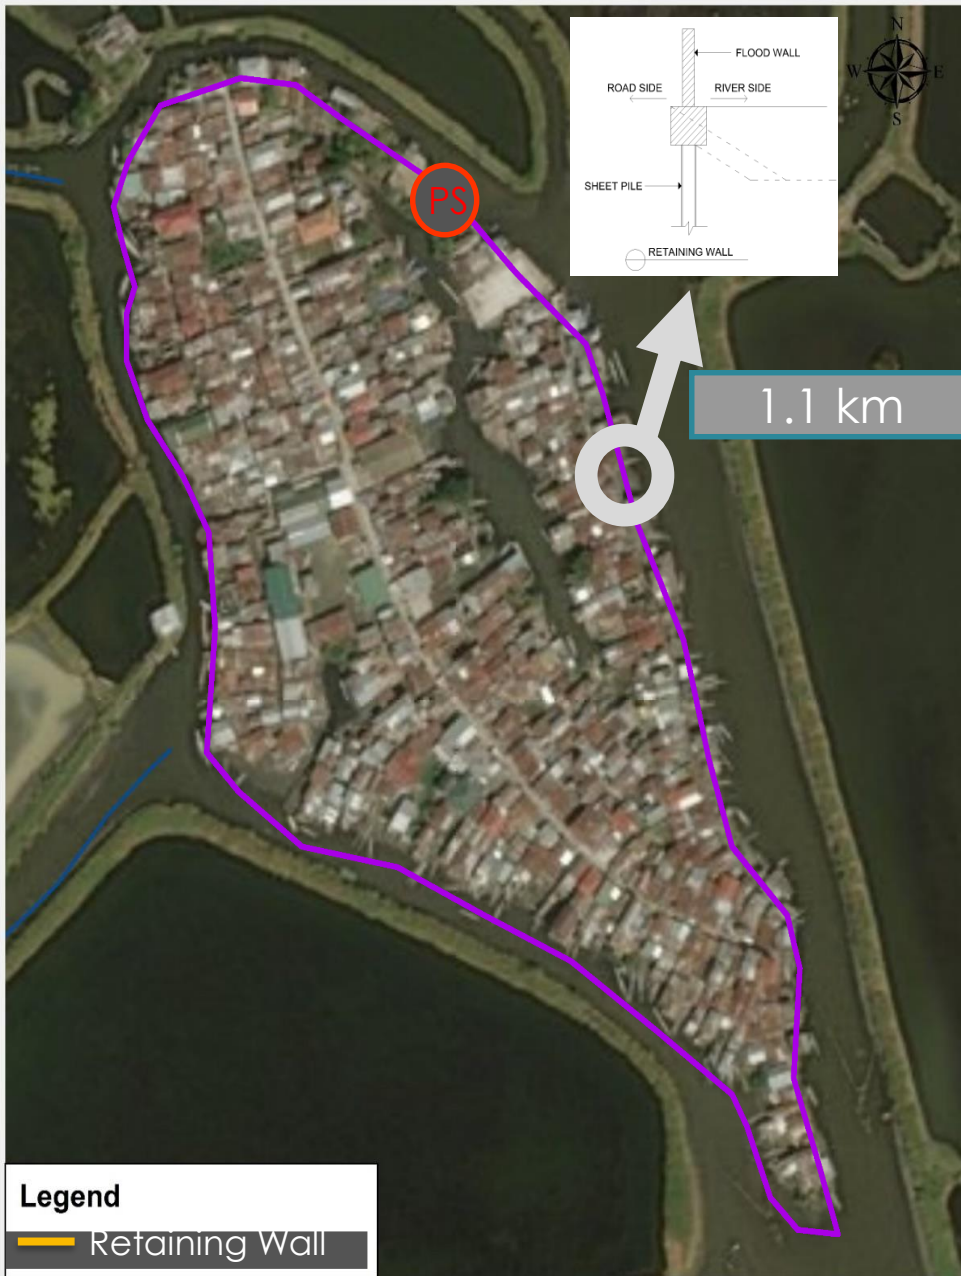 N
W E
S
FLOOD WALL
ROAD SIDE RIVER SIDE
SHEET PILE
RETAINING WALL
PS
1.1 km
Legend
Retaining Wall